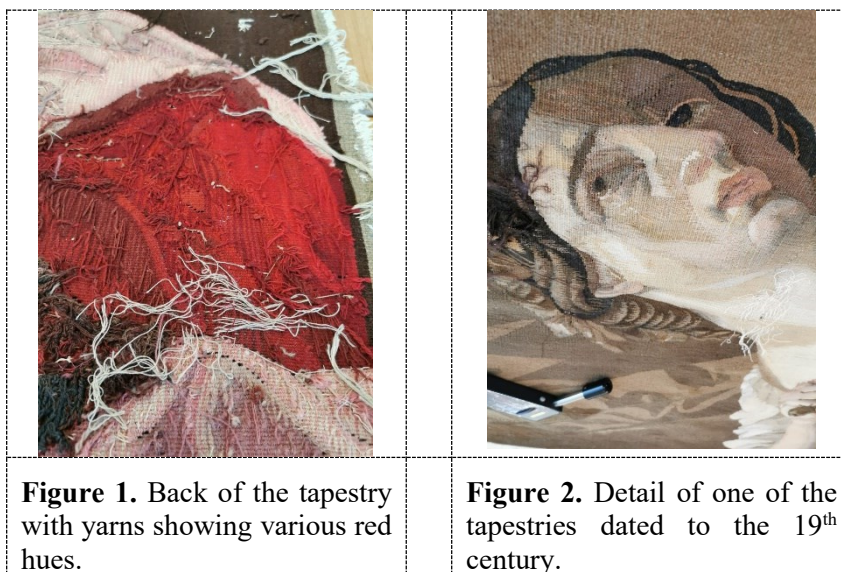 Figure 1. Back of the tapestry
with yarns showing various red
hues.
Figure 2. Detail of one of the
tapestries dated to the 19th
century.